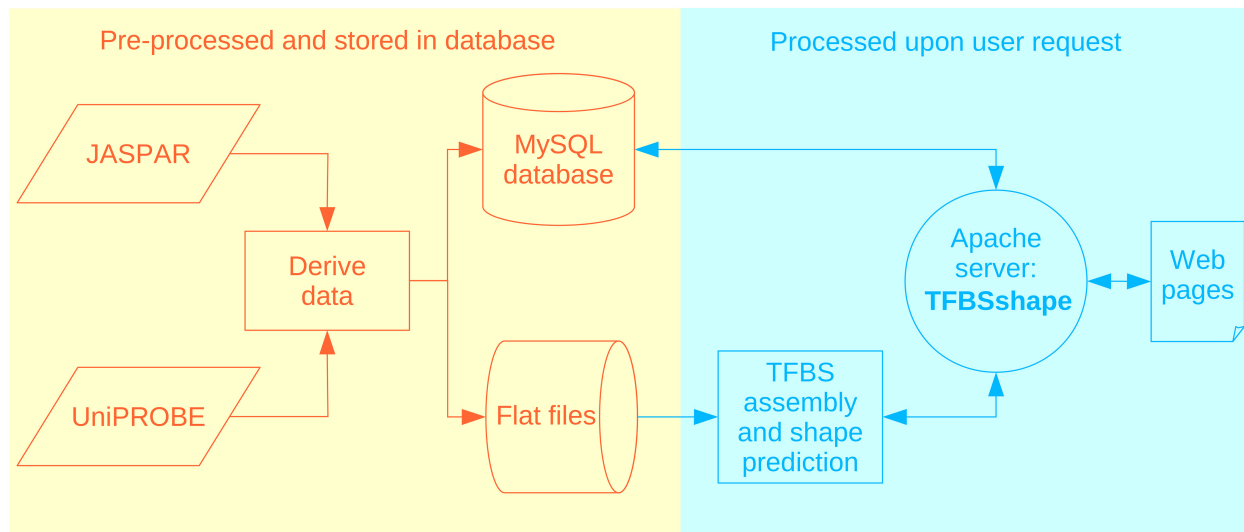 Pre-processed and stored in database
Processed upon user request
JASPAR
UniPROBE
Derive
data
MySQL
database
Flat files
TFBS
assembly
and shape
prediction
Apache
server:
TFBSshape
Web
pages